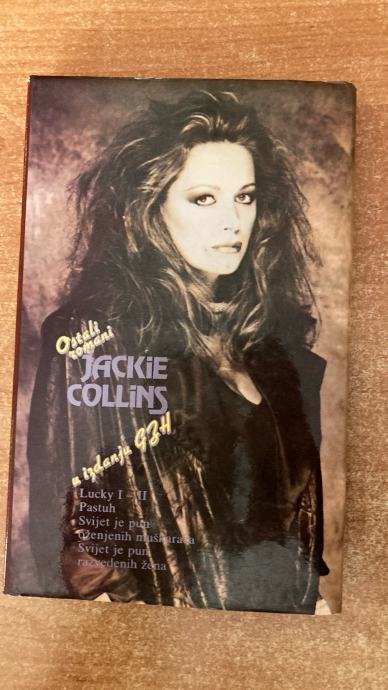 Ostali
romani
JACKIE
COLLINS
u izdanju GZH
Lucky I – II
Pastuh
Svijet je pun
oženjenih muškaraca
Svijet je pun
razvedenih žena